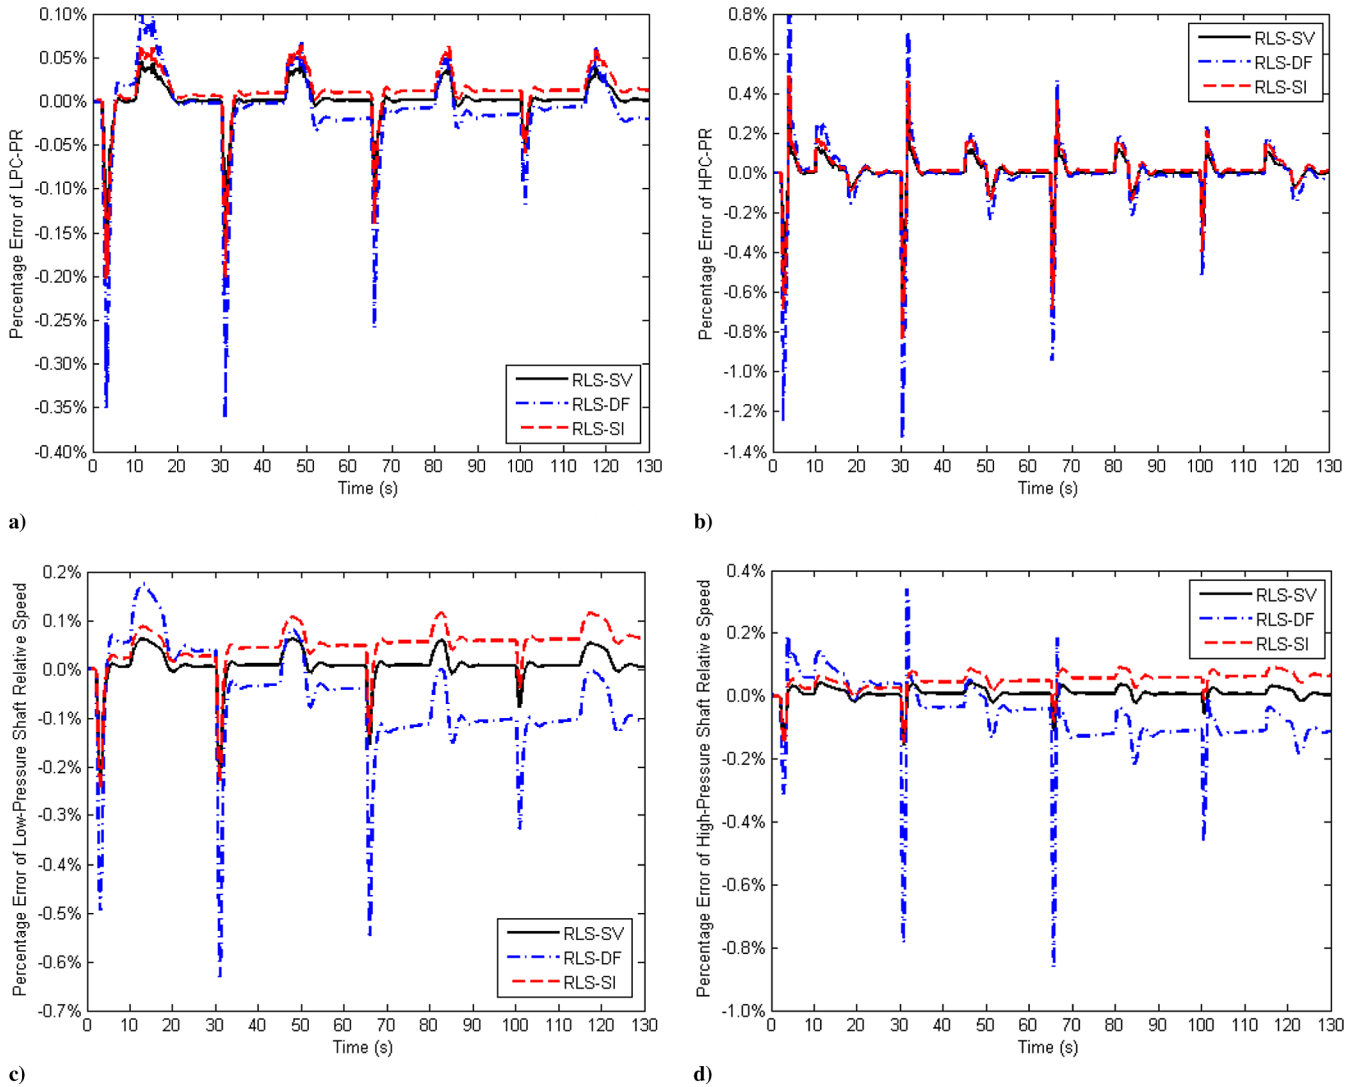 0.10%
0.05%
0.00%
-0.05%
-0.10%
-0.15%
-0.20%
-0.25%
-0.30%
-0.35%
-0.40%
Percentage Error of LPC-PR
RLS-SV
RLS-DF
RLS-SI
0 10 20 30 40 50 60 70 80 90 100 110 120 130
Time (s)
a)
0.8%
0.6%
0.4%
0.2%
0.0%
-0.2%
-0.4%
-0.6%
-0.8%
-1.0%
-1.2%
-1.4%
Percentage Error of HPC-PR
RLS-SV
RLS-DF
RLS-SI
0 10 20 30 40 50 60 70 80 90 100 110 120 130
Time (s)
b)
0.2%
0.1%
0.0%
-0.1%
-0.2%
-0.3%
-0.4%
-0.5%
-0.6%
-0.7%
Percentage Error of Low-Pressure Shaft Relative Speed
RLS-SV
RLS-DF
RLS-SI
0 10 20 30 40 50 60 70 80 90 100 110 120 130
Time (s)
c)
0.4%
0.2%
0.0%
-0.2%
-0.4%
-0.6%
-0.8%
-1.0%
Percentage Error of High-Pressure Shaft Relative Speed
RLS-SV
RLS-DF
RLS-SI
0 10 20 30 40 50 60 70 80 90 100 110 120 130
Time (s)
d)